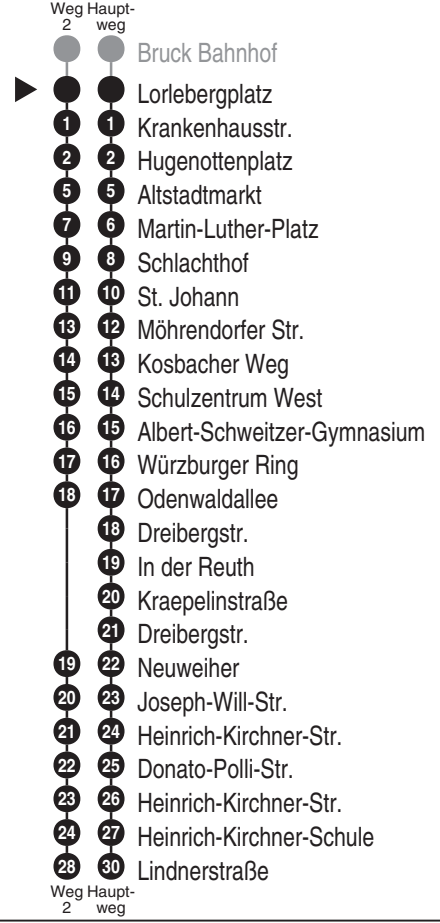 Weg Haupt-
2 weg
Bruck Bahnhof
Lorlebergplatz
1 1 Krankenhausstr.
2 2 Hugenottenplatz
5 5 Altstadtmarkt
7 6 Martin-Luther-Platz
9 8 Schlachthof
11 10 St. Johann
13 12 Möhrendorfer Str.
14 13 Kosbacher Weg
15 14 Schulzentrum West
16 15 Albert-Schweitzer-Gymnasium
17 16 Würzburger Ring
18 17 Odenwaldallee
18 Dreibergstr.
19 In der Reuth
20 Kraepelinstraße
21 Dreibergstr.
19 22 Neuweiher
20 23 Joseph-Will-Str.
21 24 Heinrich-Kirchner-Str.
22 25 Donato-Polli-Str.
23 26 Heinrich-Kirchner-Str.
24 27 Heinrich-Kirchner-Schule
28 30 Lindnerstraße
Weg Haupt-
2 weg